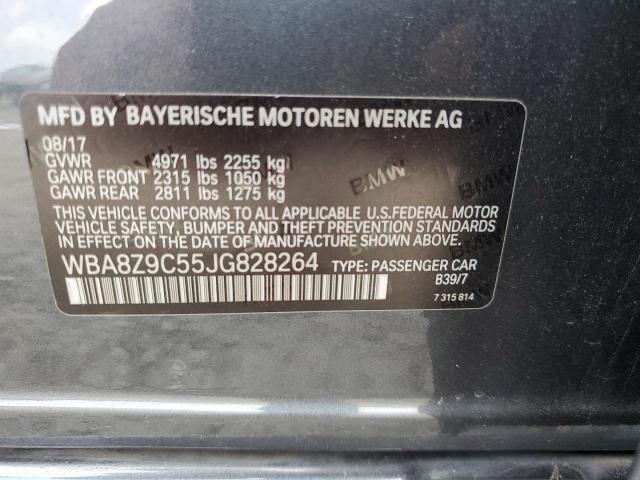 MFD BY BAYERISCHE MOTOREN WERKE AG
08/17
GVWR 4971 lbs 2255 kg
GAWR FRONT 2315 lbs 1050 kg
GAWR REAR 2811 lbs 1275 kg
THIS VEHICLE CONFORMS TO ALL APPLICABLE U.S.FEDERAL MOTOR
VEHICLE SAFETY, BUMPER AND THEFT PREVENTION STANDARDS
IN EFFECT ON THE DATE OF MANUFACTURE SHOWN ABOVE.
WBA8Z9C55JG828264 TYPE: PASSENGER CAR
B39/7
7 315 814
BMW
BMW